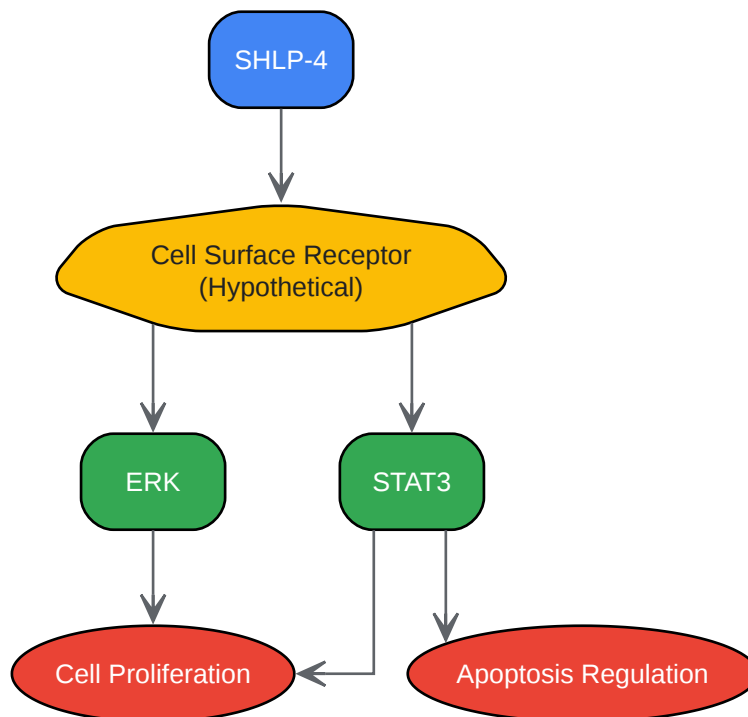 SHLP-4
Cell Surface Receptor
(Hypothetical)
ERK
STAT3
Cell Proliferation
Apoptosis Regulation